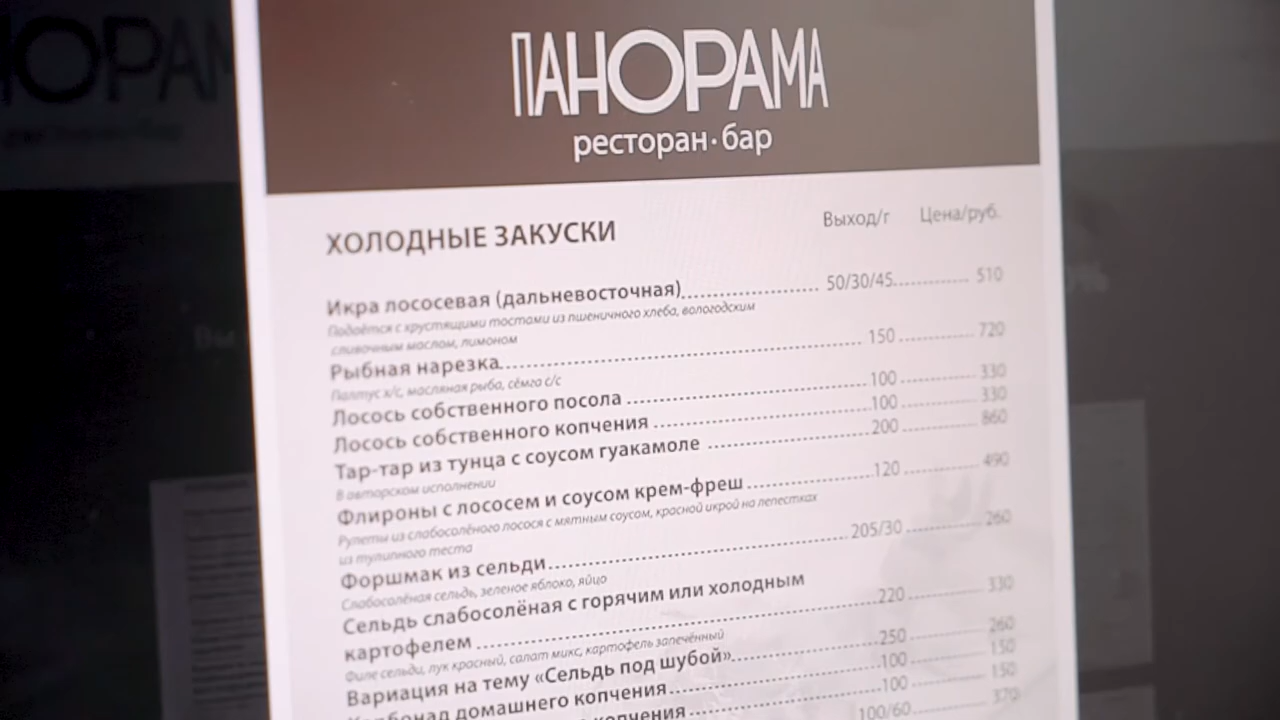 ПАНОРАМА
ресторан·бар
ХОЛОДНЫЕ ЗАКУСКИ Выход/г Цена/руб.
Икра лососевая (дальневосточная) 50/30/45 510
Подаётся с хрустящими тостами из пшеничного хлеба, вологодским
сливочным маслом, лимоном
Рыбная нарезка 150 720
Палтус х/с, масляная рыба, сёмга с/с
Лосось собственного посола 100 330
Лосось собственного копчения 100 330
Тар-тар из тунца с соусом гуакамоле 200 860
В авторском исполнении
Флироны с лососем и соусом крем-фреш 120 490
Рулеты из слабосолёного лосося с мятным соусом, красной икрой на лепестках
из тулипного теста
Форшмак из сельди 205/30 260
Слабосолёная сельдь, зеленое яблоко, яйцо
Сельдь слабосолёная с горячим или холодным
картофелем 220 330
Филе сельди, лук красный, салат микс, картофель запечённый
Вариация на тему «Сельдь под шубой» 250 260
Карбонад домашнего копчения 100 150
копчения 100 150
100/60 370